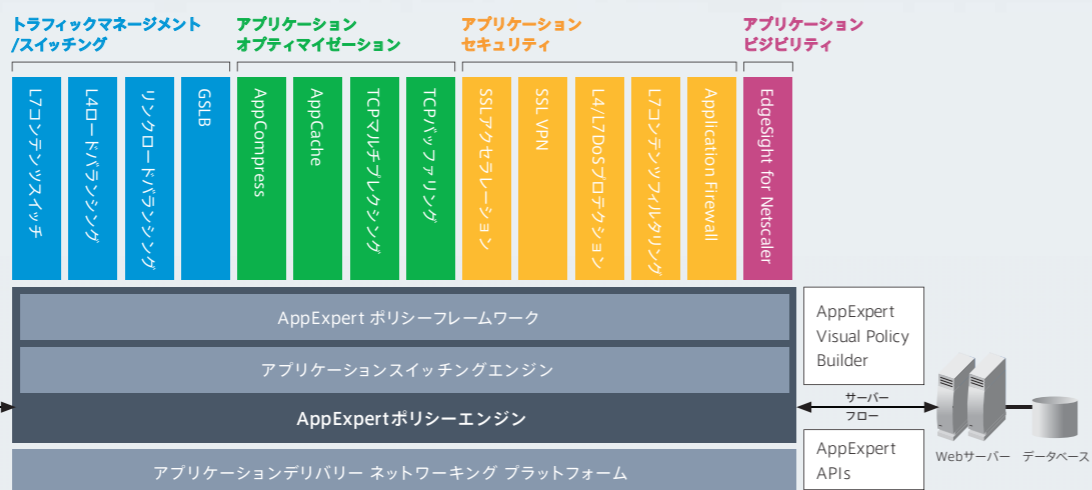 トラフィックマネージメント
/スイッチング
アプリケーション
オプティマイゼーション
アプリケーション
セキュリティ
アプリケーション
ビジビリティ
L7コンテンツスイッチ
L4ロードバランシング
リンクロードバランシング
GSLB
AppCompress
AppCache
TCPマルチプレクシング
TCPバッファリング
SSLアクセラレーション
SSL VPN
L4/L7DoSプロテクション
L7コンテンツフィルタリング
Application Firewall
EdgeSight for Netscaler
AppExpert ポリシーフレームワーク
アプリケーションスイッチングエンジン
AppExpertポリシーエンジン
アプリケーションデリバリー ネットワーキング プラットフォーム
AppExpert
Visual Policy
Builder
サーバー
フロー
AppExpert
APIs
Webサーバー
データベース